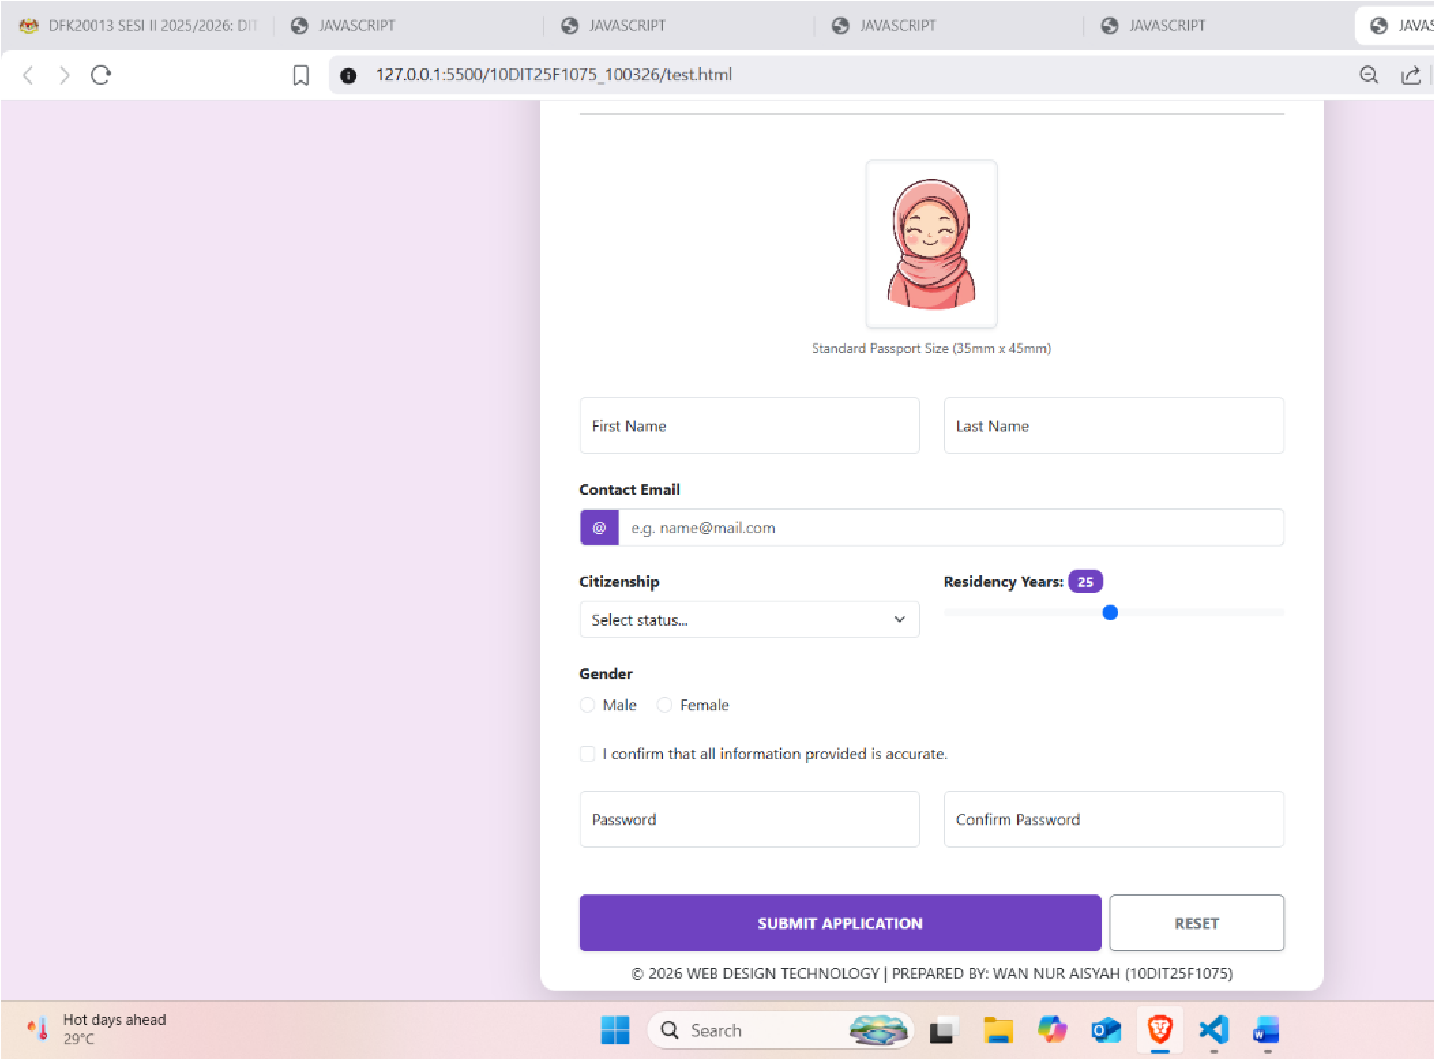 DFK20013 SESI II 2025/2026: DIT
JAVASCRIPT
JAVASCRIPT
JAVASCRIPT
JAVASCRIPT
JAVAS
127.0.0.1:5500/10DIT25F1075_100326/test.html
Standard Passport Size (35mm x 45mm)
First Name
Last Name
Contact Email
@ e.g. name@mail.com
Citizenship
Residency Years: 25
Select status...
Gender
Male Female
I confirm that all information provided is accurate.
Password
Confirm Password
SUBMIT APPLICATION
RESET
© 2026 WEB DESIGN TECHNOLOGY | PREPARED BY: WAN NUR AISYAH (10DIT25F1075)
Hot days ahead
29°C
Search